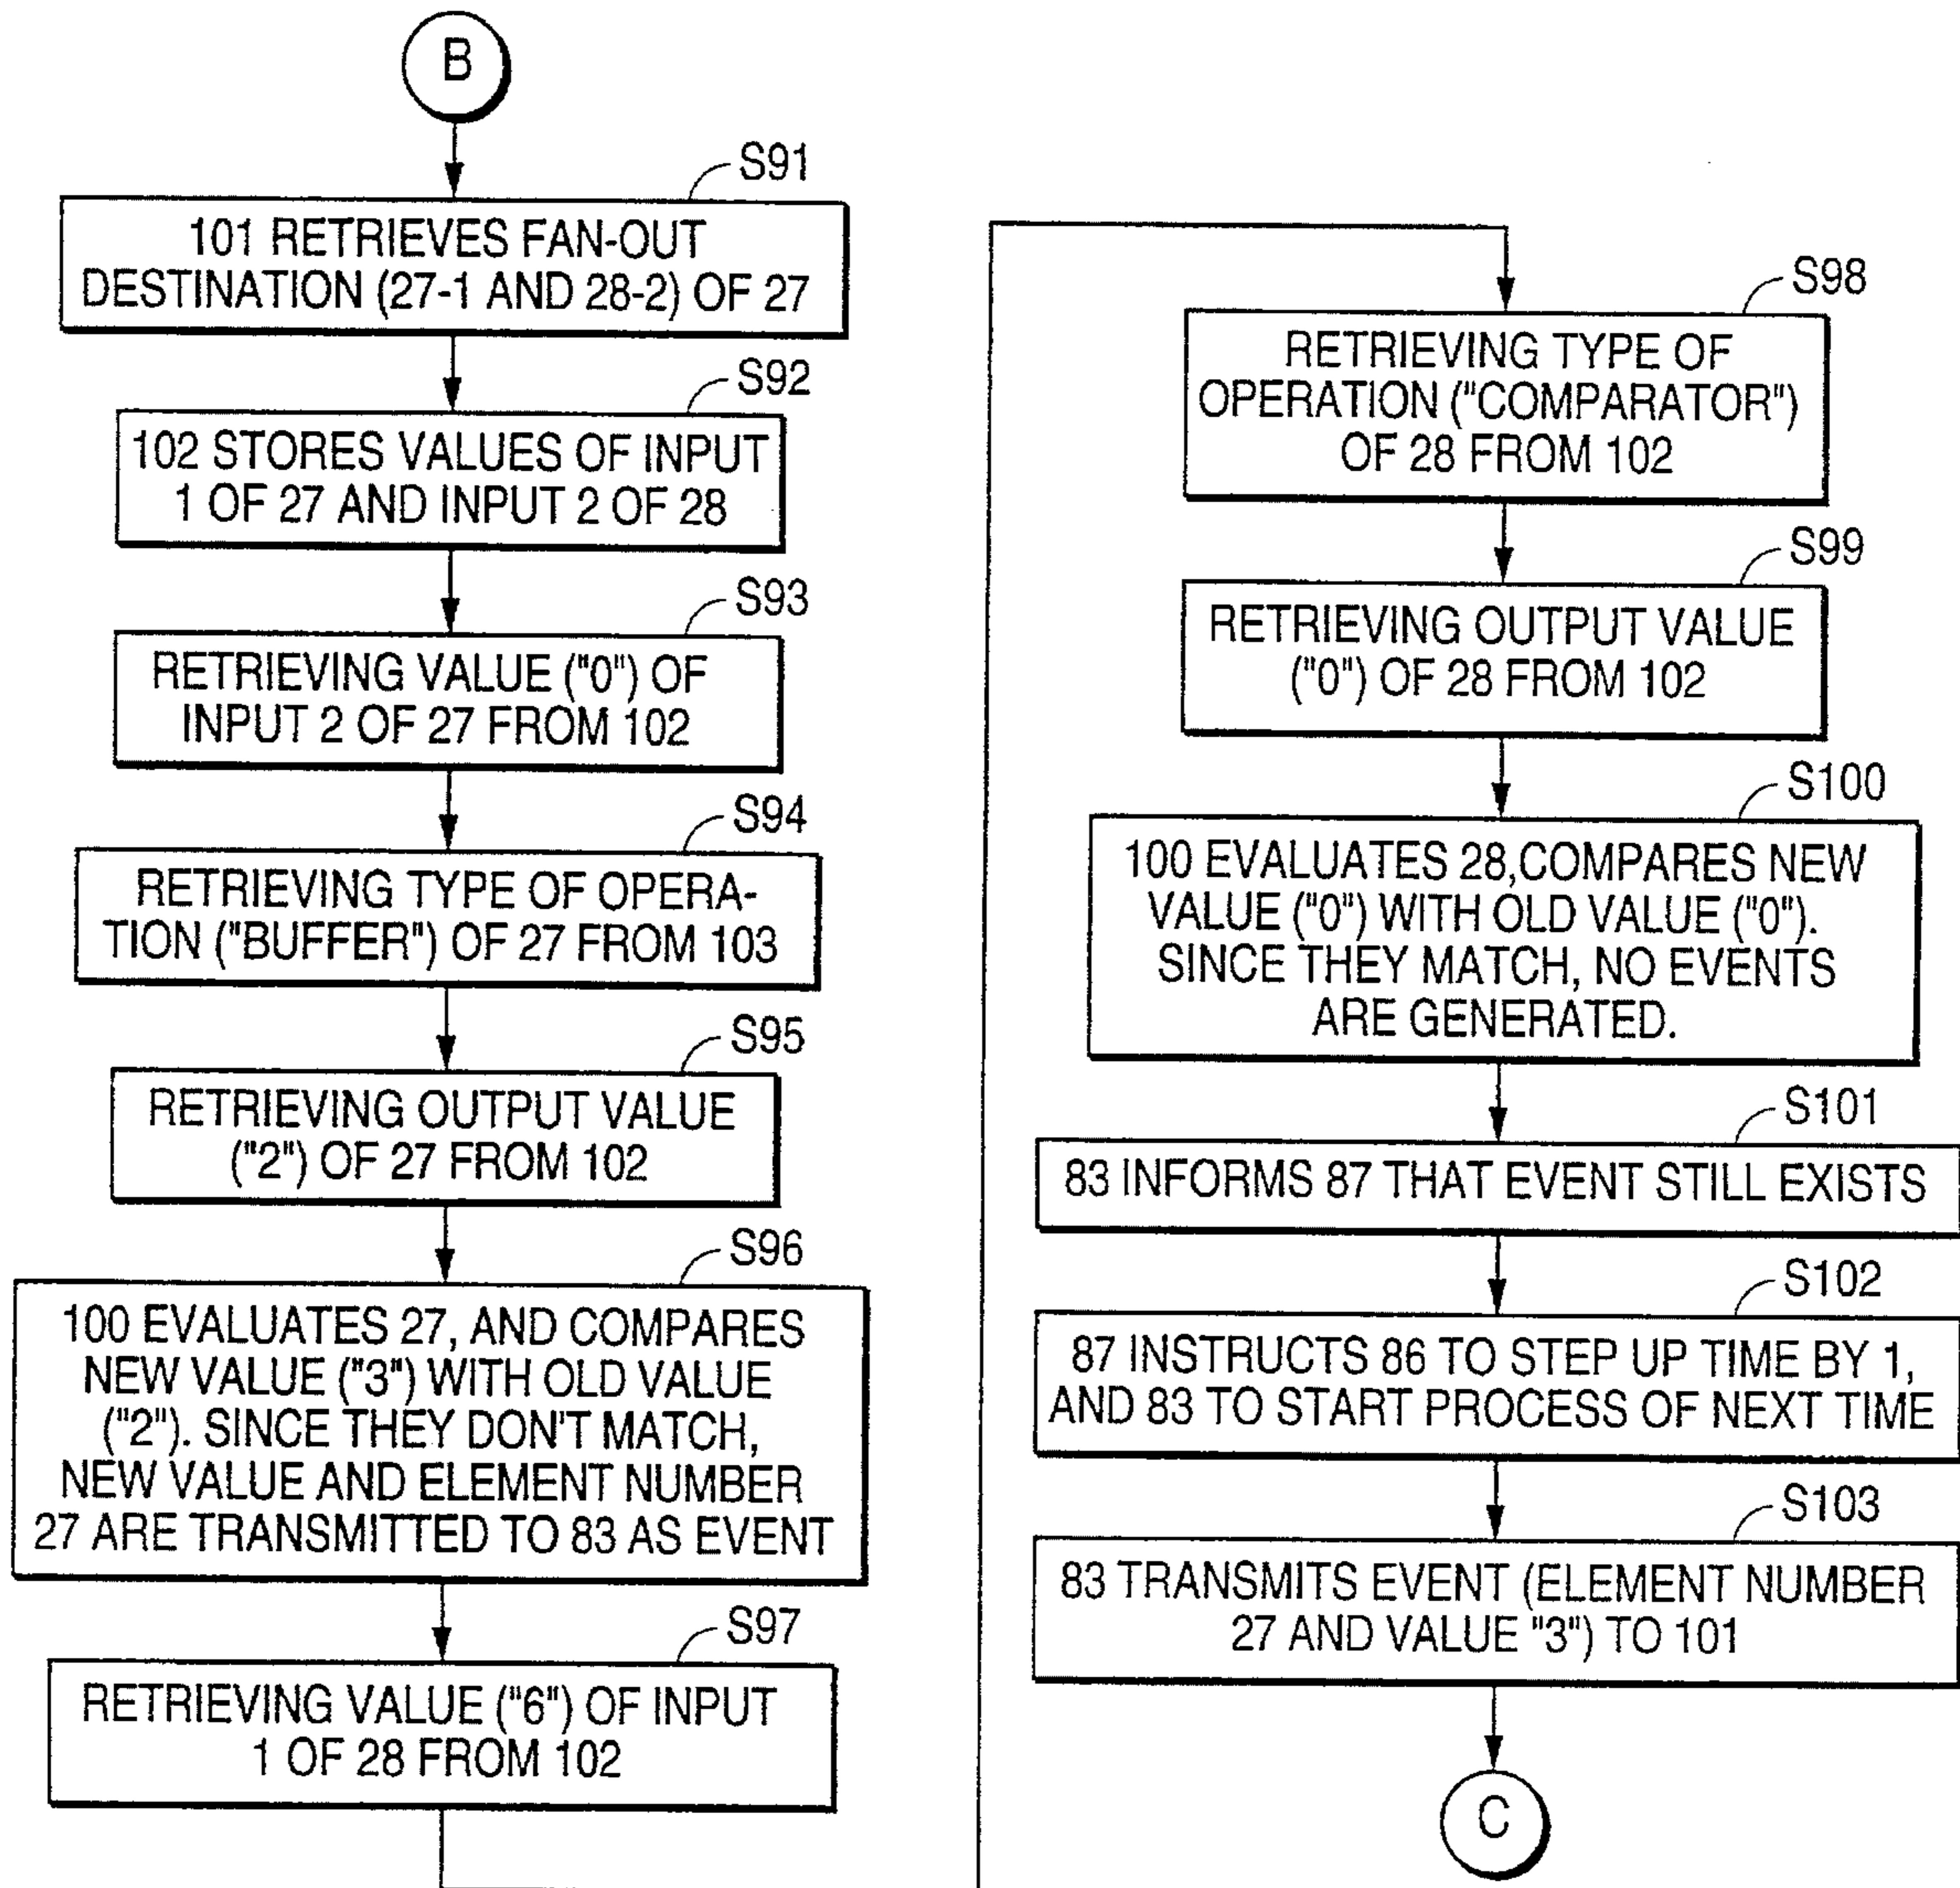 B
S91
101 RETRIEVES FAN-OUT
DESTINATION (27-1 AND 28-2) OF 27
S92
102 STORES VALUES OF INPUT
1 OF 27 AND INPUT 2 OF 28
S93
RETRIEVING VALUE ("0") OF
INPUT 2 OF 27 FROM 102
S94
RETRIEVING TYPE OF OPERA-
TION ("BUFFER") OF 27 FROM 103
S95
RETRIEVING OUTPUT VALUE
("2") OF 27 FROM 102
S96
100 EVALUATES 27, AND COMPARES
NEW VALUE ("3") WITH OLD VALUE
("2"). SINCE THEY DON'T MATCH,
NEW VALUE AND ELEMENT NUMBER
27 ARE TRANSMITTED TO 83 AS EVENT
S97
RETRIEVING VALUE ("6") OF INPUT
1 OF 28 FROM 102
S98
RETRIEVING TYPE OF
OPERATION ("COMPARATOR")
OF 28 FROM 102
S99
RETRIEVING OUTPUT VALUE
("0") OF 28 FROM 102
S100
100 EVALUATES 28,COMPARES NEW
VALUE ("0") WITH OLD VALUE ("0").
SINCE THEY MATCH, NO EVENTS
ARE GENERATED.
S101
83 INFORMS 87 THAT EVENT STILL EXISTS
S102
87 INSTRUCTS 86 TO STEP UP TIME BY 1,
AND 83 TO START PROCESS OF NEXT TIME
S103
83 TRANSMITS EVENT (ELEMENT NUMBER
27 AND VALUE "3") TO 101
C